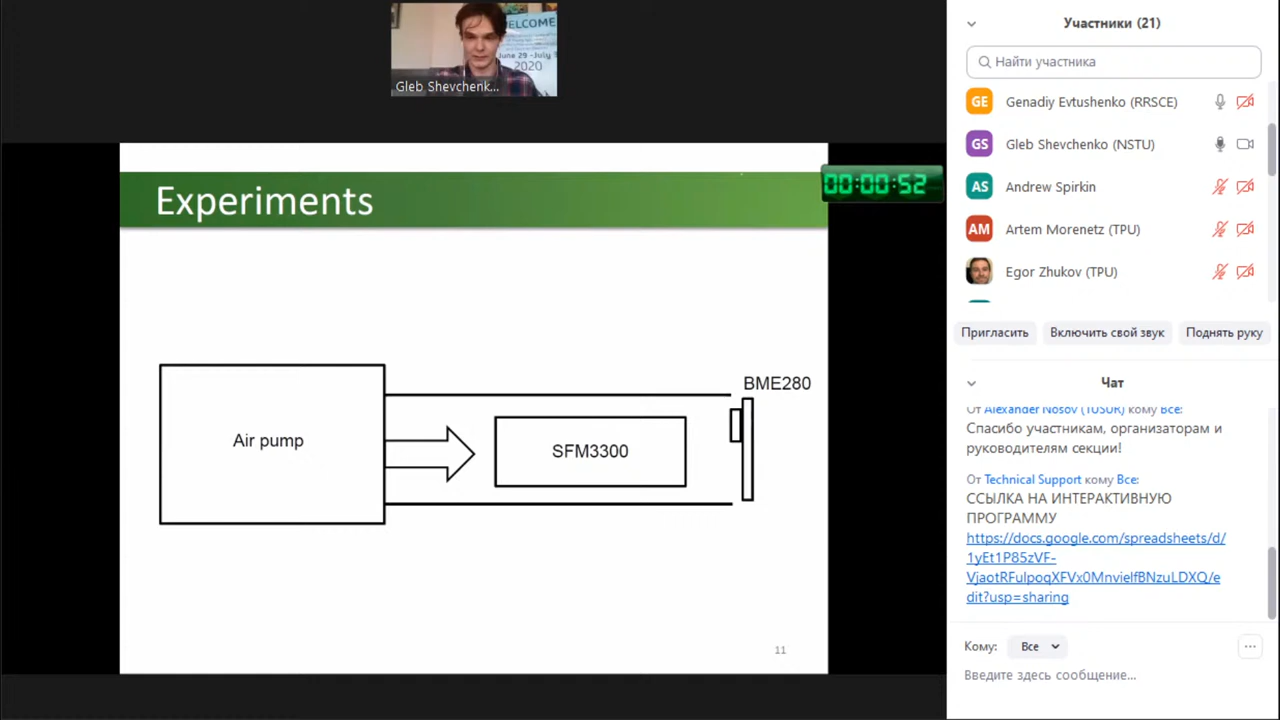 WELCOME
June 29 -July 3
2020
Gleb Shevchenk...
Experiments
00:00:52
Air pump
SFM3300
BME280
11
Участники (21)
Найти участника
GE Genadiy Evtushenko (RRSCE)
GS Gleb Shevchenko (NSTU)
AS Andrew Spirkin
AM Artem Morenetz (TPU)
Egor Zhukov (TPU)
Пригласить Включить свой звук Поднять руку
Чат
От Alexander Nosov (TUSUR) кому Все:
Спасибо участникам, организаторам и
руководителям секции!
От Technical Support кому Все:
ССЫЛКА НА ИНТЕРАКТИВНУЮ
ПРОГРАММУ
https://docs.google.com/spreadsheets/d/
1yEt1P85zVF-
VjaotRFulpoqXFVx0MnvielfBNzuLDXQ/e
dit?usp=sharing
Кому: Все
Введите здесь сообщение...